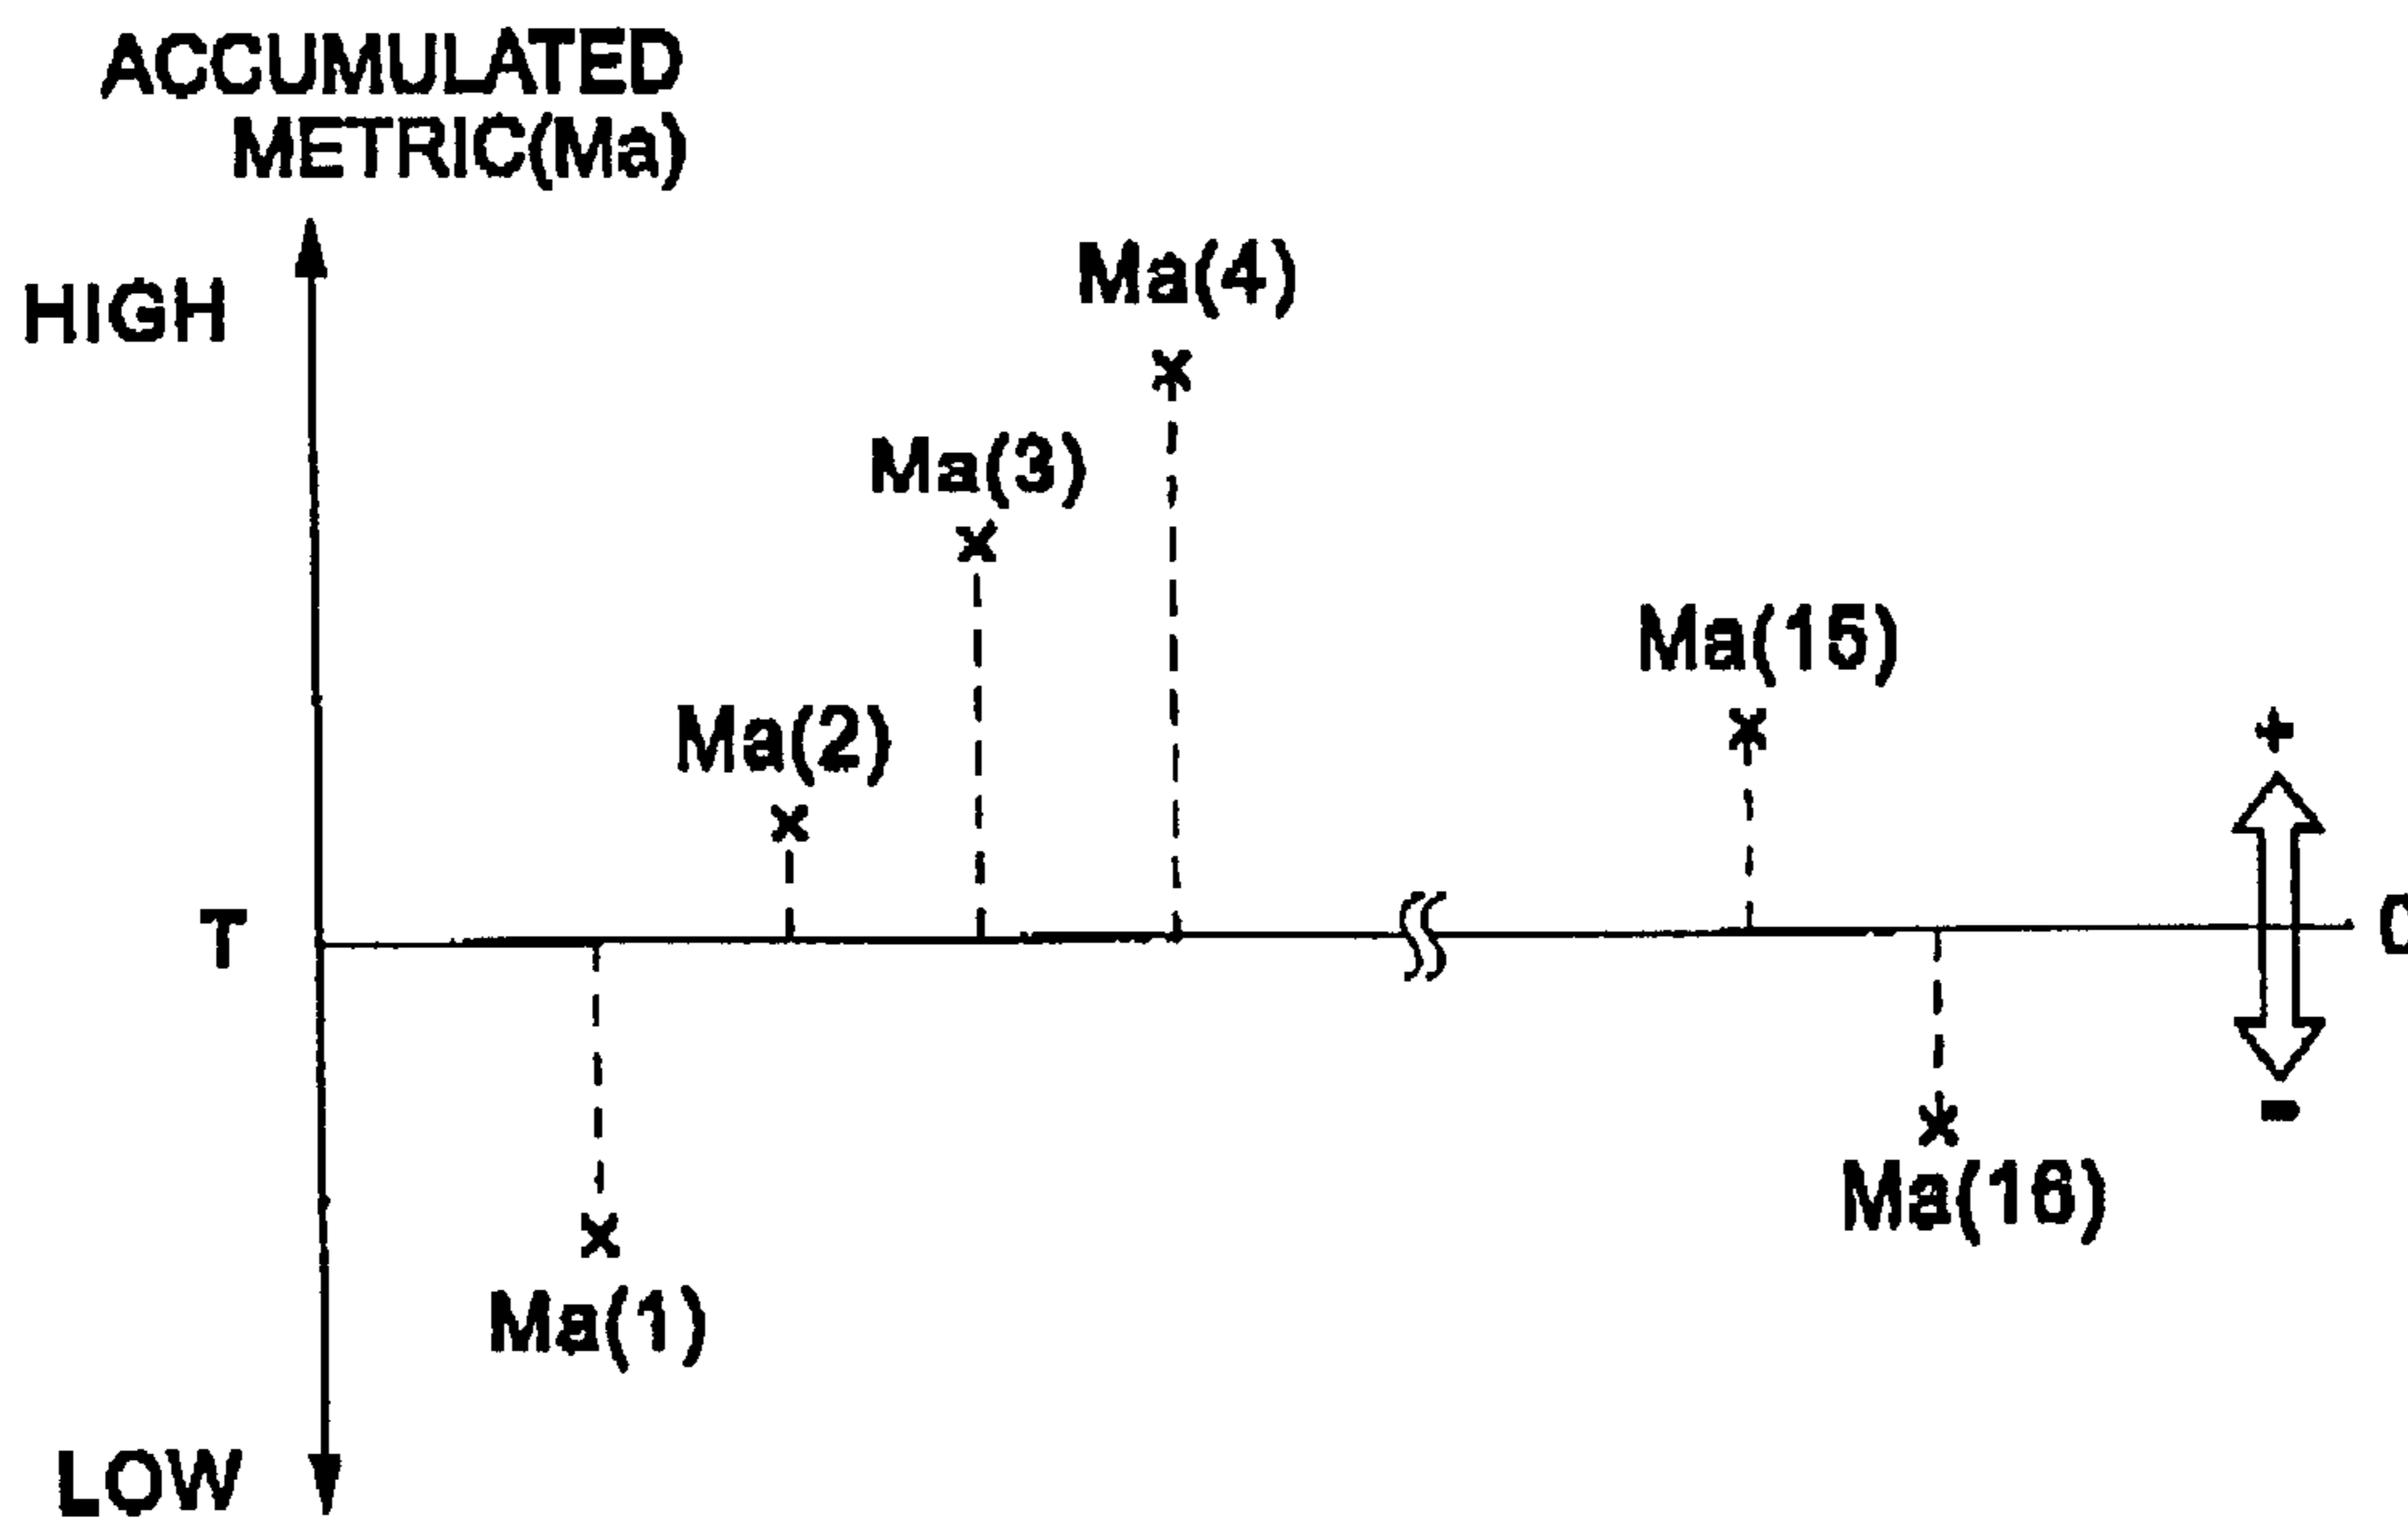 ACCUMULATED
METRIC(Ma)
HIGH
Ma(4)
Ma(3)
Ma(15)
Ma(2)
+
T
-
Ma(16)
Ma(1)
LOW